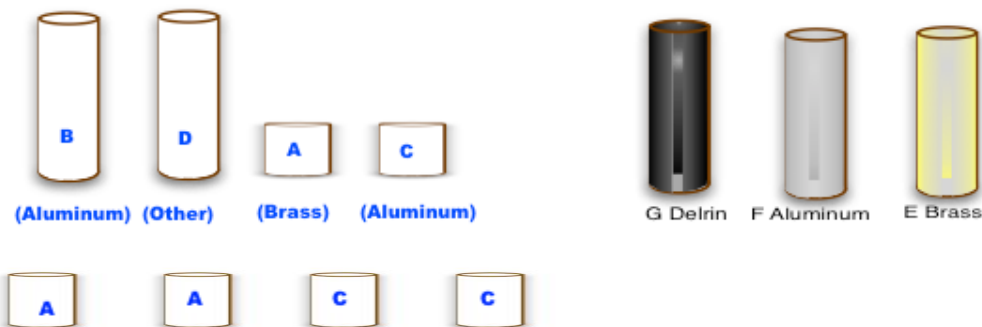 B D A C
(Aluminum) (Other) (Brass) (Aluminum)
G Delrin F Aluminum E Brass
A A C C